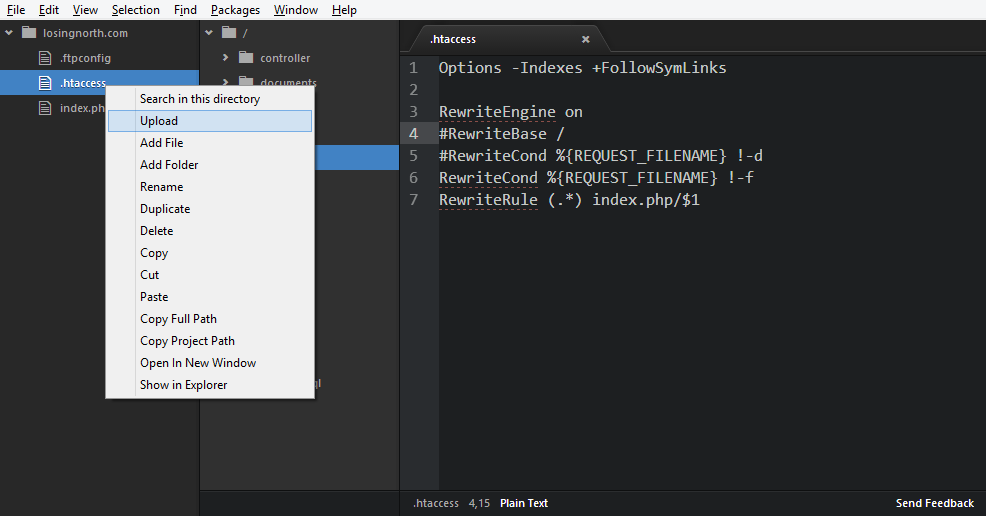 File Edit View Selection Find Packages Window Help
losingnorth.com
.ftpconfig
.htaccess
index.ph
/
controller
documents
Search in this directory
Upload
Add File
Add Folder
Rename
Duplicate
Delete
Copy
Cut
Paste
Copy Full Path
Copy Project Path
Open In New Window
Show in Explorer
ql
.htaccess ×
1 Options -Indexes +FollowSymLinks
2
3 RewriteEngine on
4 #RewriteBase /
5 #RewriteCond %{REQUEST_FILENAME} !-d
6 RewriteCond %{REQUEST_FILENAME} !-f
7 RewriteRule (.*) index.php/$1
.htaccess 4,15 Plain Text Send Feedback